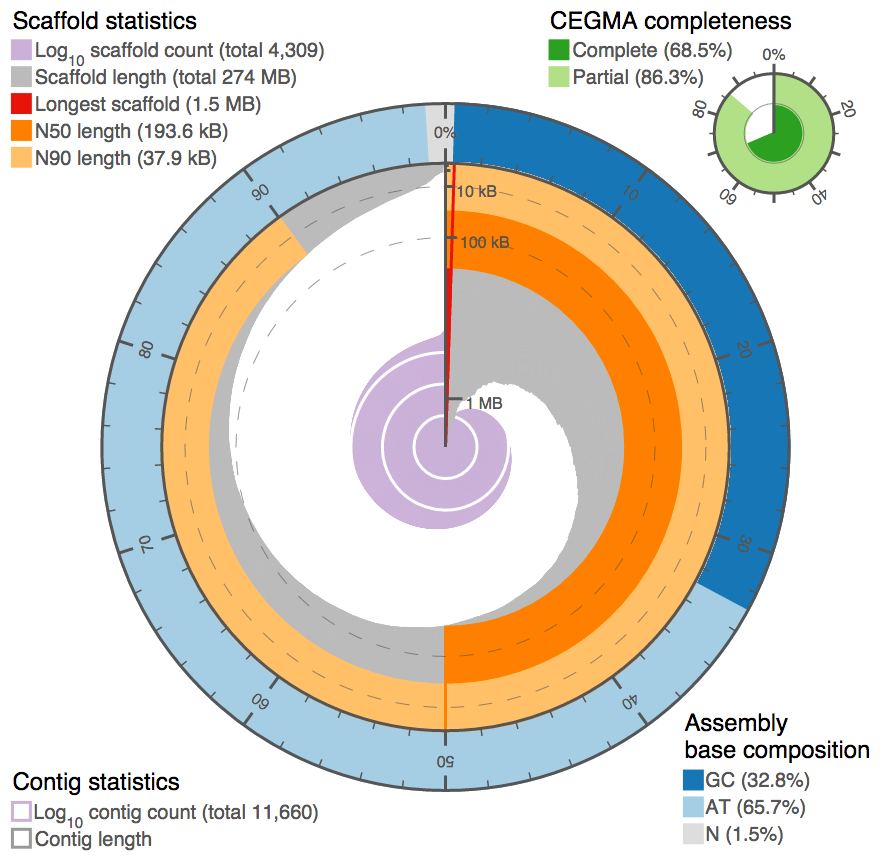 Scaffold statistics
Log10 scaffold count (total 4,309)
Scaffold length (total 274 MB)
Longest scaffold (1.5 MB)
N50 length (193.6 kB)
N90 length (37.9 kB)
CEGMA completeness
Complete (68.5%)
Partial (86.3%)
0%
20
40
60
80
0%
10
20
30
40
50
60
70
80
90
10 kB
100 kB
1 MB
Contig statistics
Log10 contig count (total 11,660)
Contig length
Assembly
base composition
GC (32.8%)
AT (65.7%)
N (1.5%)